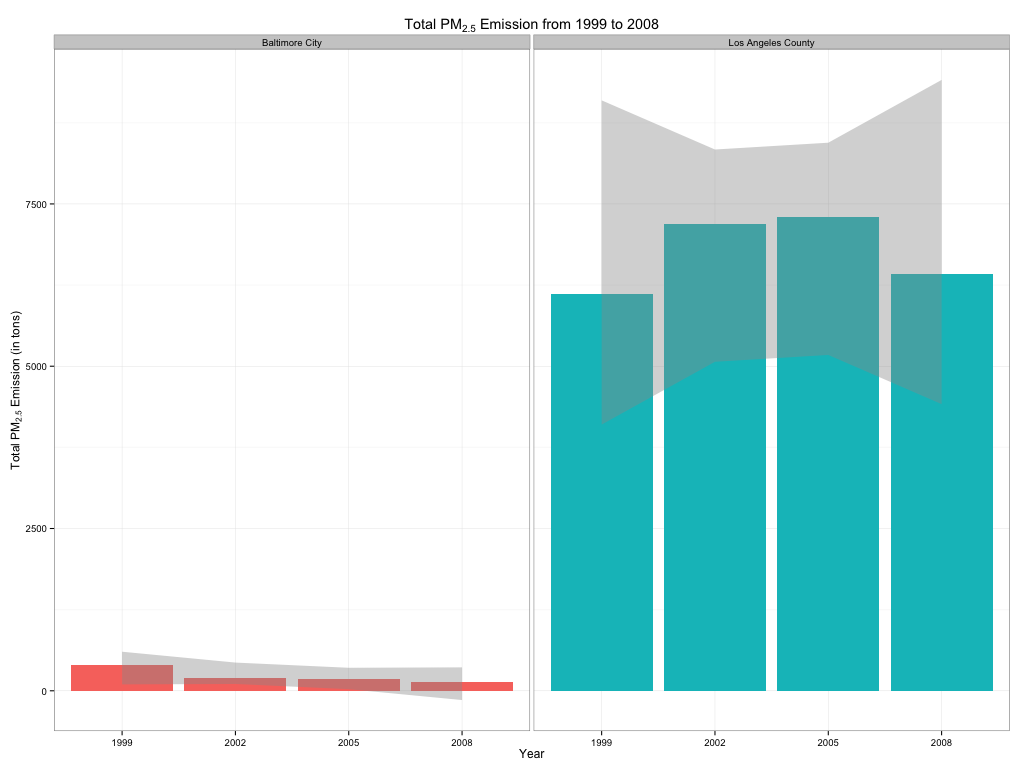 Total PM2.5 Emission from 1999 to 2008
Baltimore City
Los Angeles County
Total PM2.5 Emission (in tons)
7500
5000
2500
0
1999 2002 2005 2008
1999 2002 2005 2008
Year